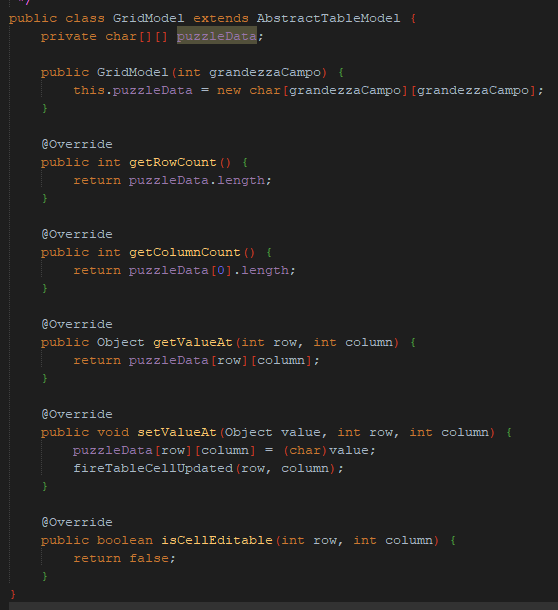 */
public class GridModel extends AbstractTableModel {
private char[][] puzzleData;
public GridModel(int grandezzaCampo) {
this.puzzleData = new char[grandezzaCampo][grandezzaCampo];
}
@Override
public int getRowCount() {
return puzzleData.length;
}
@Override
public int getColumnCount() {
return puzzleData[0].length;
}
@Override
public Object getValueAt(int row, int column) {
return puzzleData[row][column];
}
@Override
public void setValueAt(Object value, int row, int column) {
puzzleData[row][column] = (char)value;
fireTableCellUpdated(row, column);
}
@Override
public boolean isCellEditable(int row, int column) {
return false;
}
}